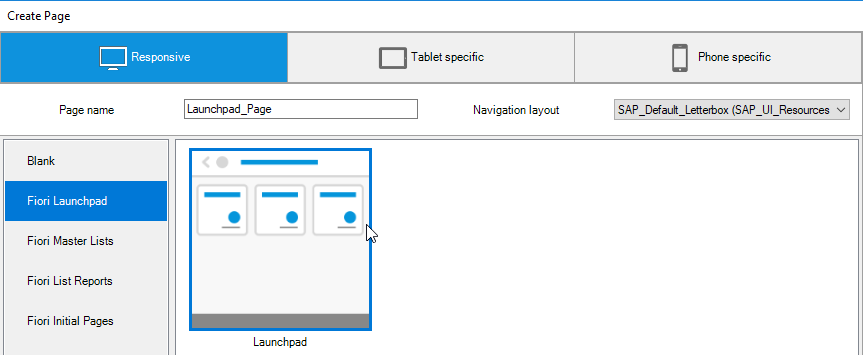 Create Page
Responsive
Tablet specific
Phone specific
Page name
Launchpad_Page
Navigation layout
SAP_Default_Letterbox (SAP_UI_Resources
Blank
Fiori Launchpad
Fiori Master Lists
Fiori List Reports
Fiori Initial Pages
Launchpad